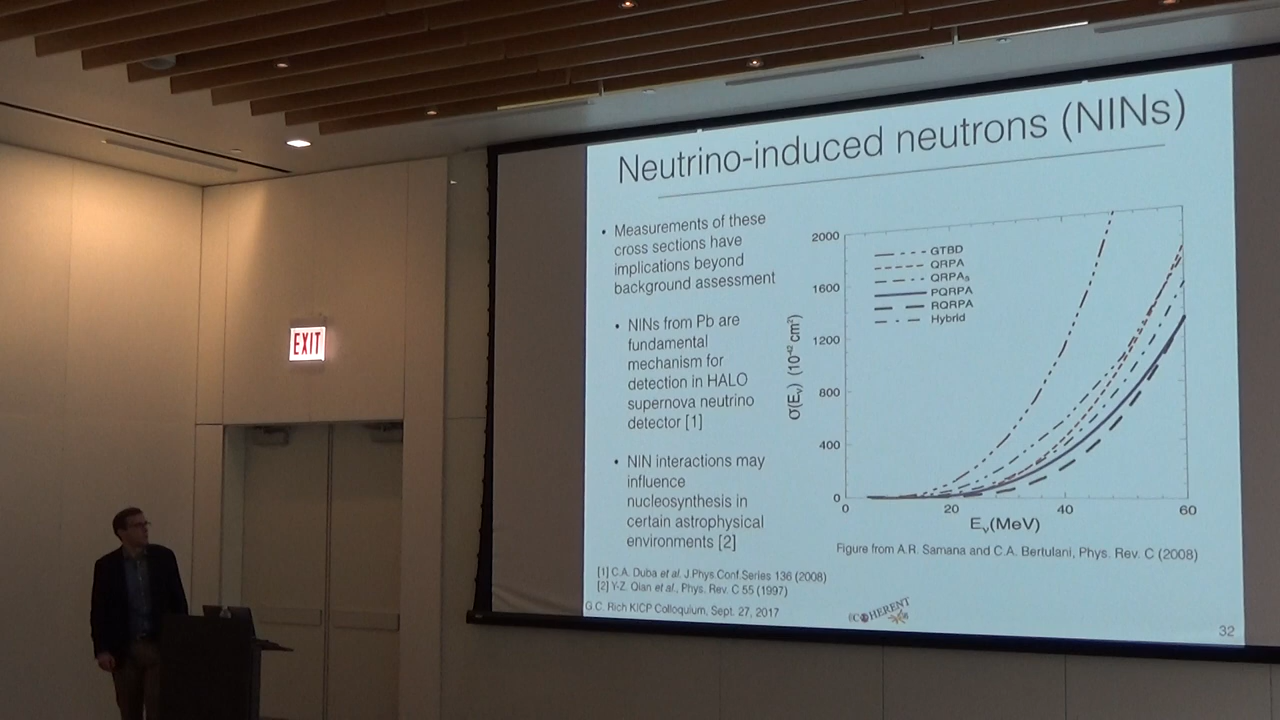 EXIT
Neutrino-induced neutrons (NINs)
• Measurements of these
cross sections have
implications beyond
background assessment
• NINs from Pb are
fundamental
mechanism for
detection in HALO
supernova neutrino
detector [1]
• NIN interactions may
influence
nucleosynthesis in
certain astrophysical
environments [2]
2000
1600
1200
800
400
0
σ(Eν) (10⁻⁴² cm²)
GTBD
QRPA
QRPAS
PQRPA
RQRPA
Hybrid
0 20 40 60
Eν(MeV)
Figure from A.R. Samana and C.A. Bertulani, Phys. Rev. C (2008)
[1] C.A. Duba et al. J.Phys.Conf.Series 136 (2008)
[2] Y-Z. Qian et al., Phys. Rev. C 55 (1997)
G.C. Rich KICP Colloquium, Sept. 27, 2017
COHERENT
32